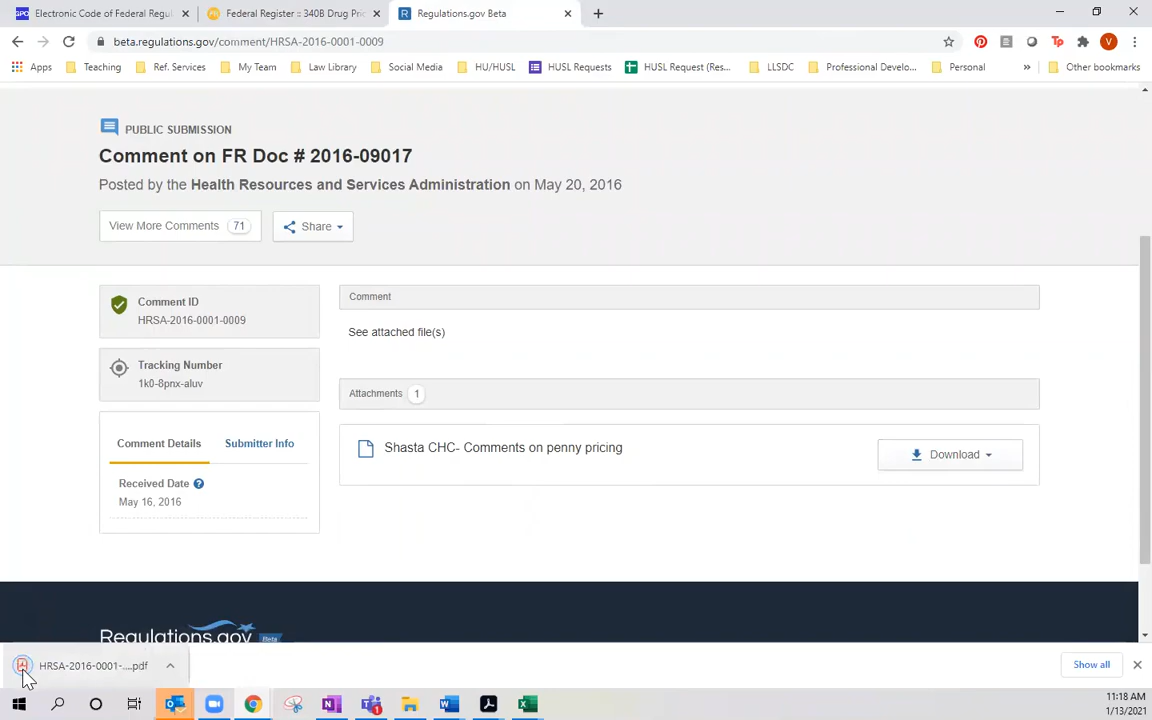 GPO Electronic Code of Federal Regul
Federal Register :: 340B Drug Pric
R Regulations.gov Beta
beta.regulations.gov/comment/HRSA-2016-0001-0009
Tp
V
Apps
Teaching
Ref. Services
My Team
Law Library
Social Media
HU/HUSL
HUSL Requests
HUSL Request (Res...
LLSDC
Professional Develo...
Personal
»
Other bookmarks
PUBLIC SUBMISSION
Comment on FR Doc # 2016-09017
Posted by the Health Resources and Services Administration on May 20, 2016
View More Comments 71
Share
Comment ID
HRSA-2016-0001-0009
Tracking Number
1k0-8pnx-aluv
Comment Details
Submitter Info
Received Date ?
May 16, 2016
Comment
See attached file(s)
Attachments 1
Shasta CHC- Comments on penny pricing
Download
Regulations.gov Beta
HRSA-2016-0001-....pdf
Show all
11:18 AM
1/13/2021